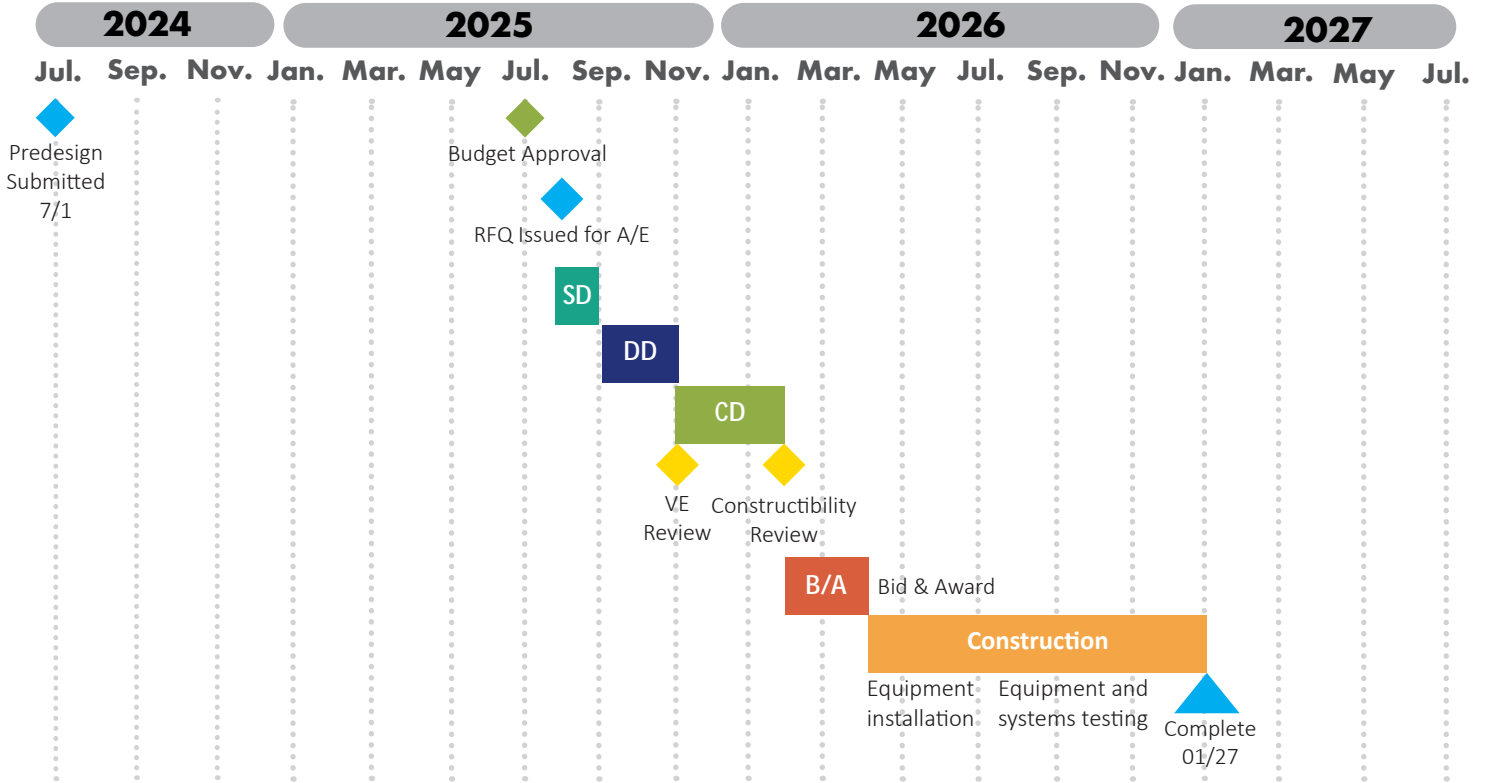 2024 2025 2026 2027
Jul. Sep. Nov. Jan. Mar. May Jul. Sep. Nov. Jan. Mar. May Jul. Sep. Nov. Jan. Mar. May Jul.
Predesign
Submitted
7/1
Budget Approval
RFQ Issued for A/E
SD
DD
CD
VE
Review
Constructibility
Review
B/A
Bid & Award
Construction
Equipment
installation
Equipment and
systems testing
Complete
01/27